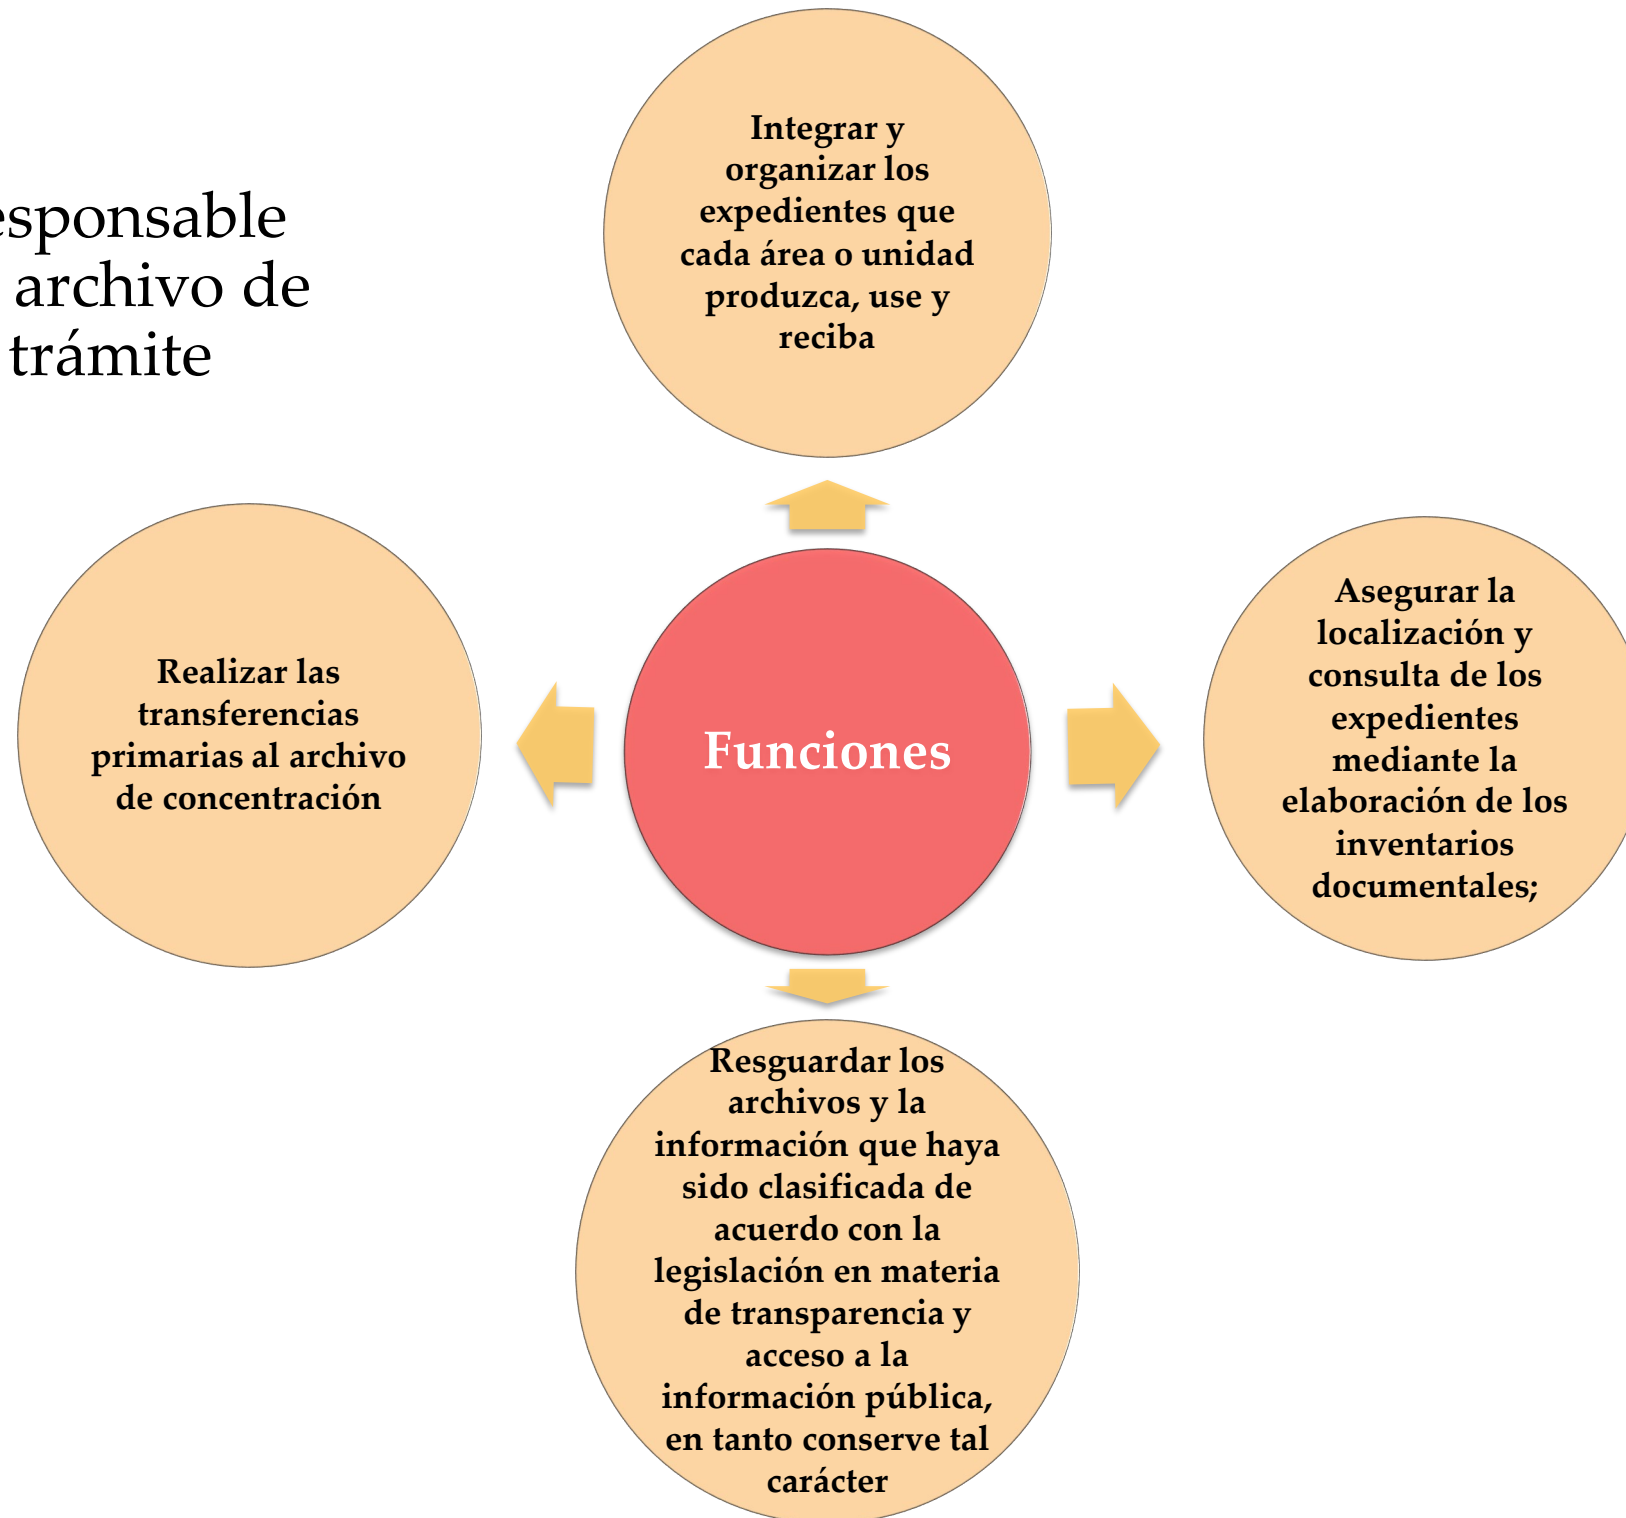 esponsable
archivo de
trámite
Integrar y
organizar los
expedientes que
cada área o unidad
produzca, use y
reciba
Realizar las
transferencias
primarias al archivo
de concentración
Funciones
Asegurar la
localización y
consulta de los
expedientes
mediante la
elaboración de los
inventarios
documentales;
Resguardar los
archivos y la
información que haya
sido clasificada de
acuerdo con la
legislación en materia
de transparencia y
acceso a la
información pública,
en tanto conserve tal
carácter